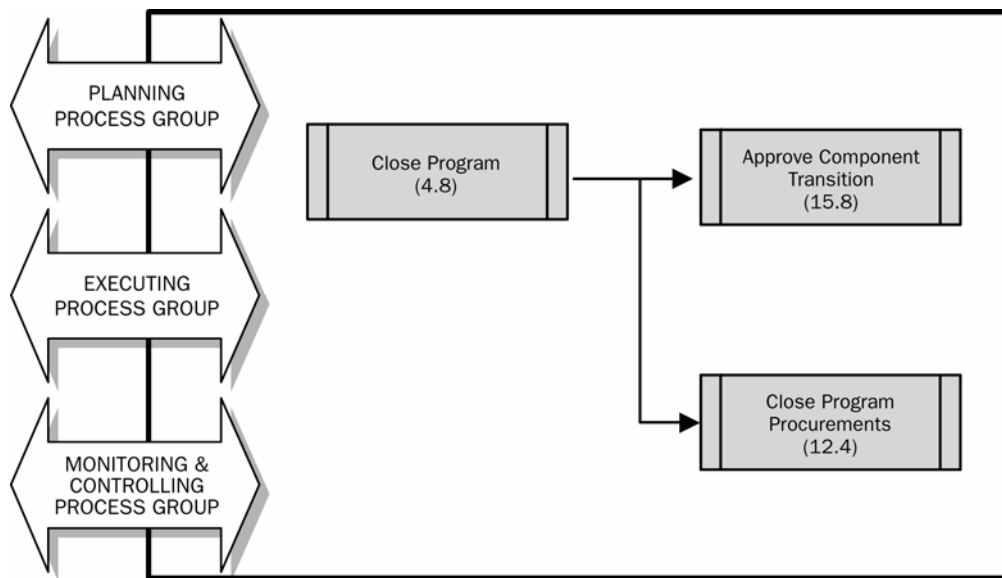 PLANNING
PROCESS GROUP
Close Program
(4.8)
Approve Component
Transition
(15.8)
EXECUTING
PROCESS GROUP
MONITORING &
CONTROLLING
PROCESS GROUP
Close Program
Procurements
(12.4)